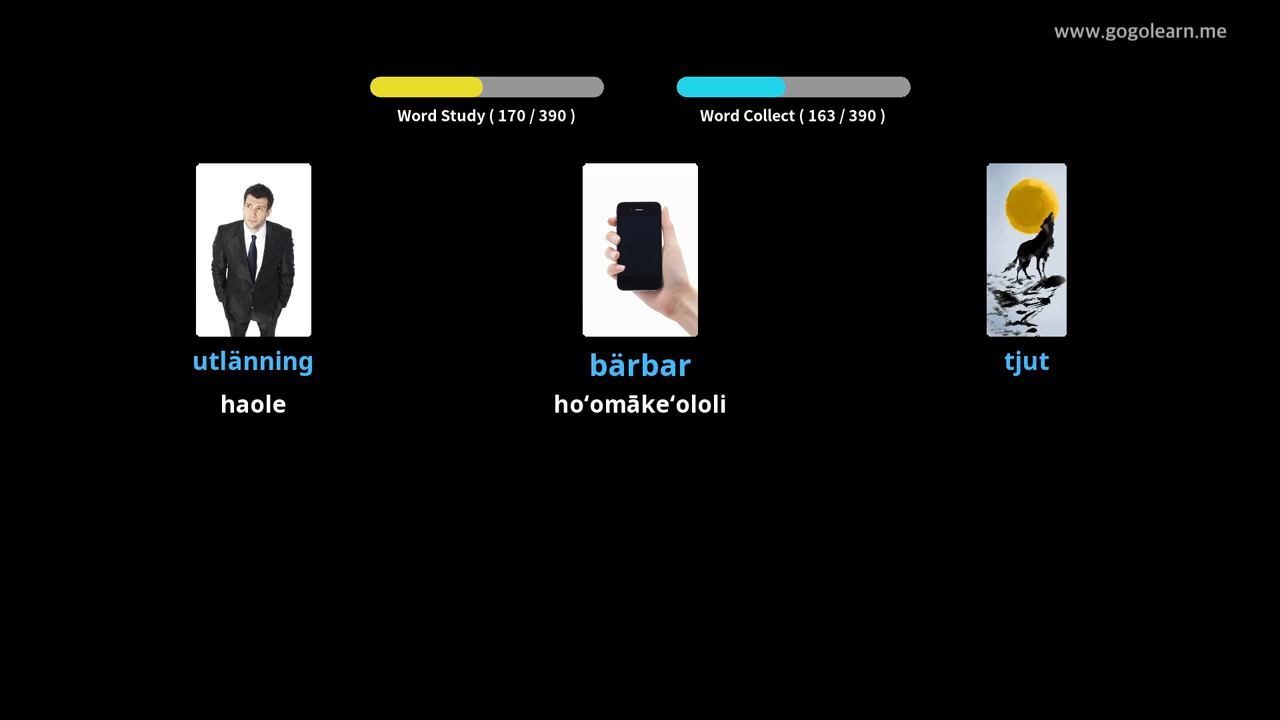 www.gogolearn.me
Word Study ( 170 / 390 )
Word Collect ( 163 / 390 )
utlänning
bärbar
tjut
haole
hoʻomākeʻololi